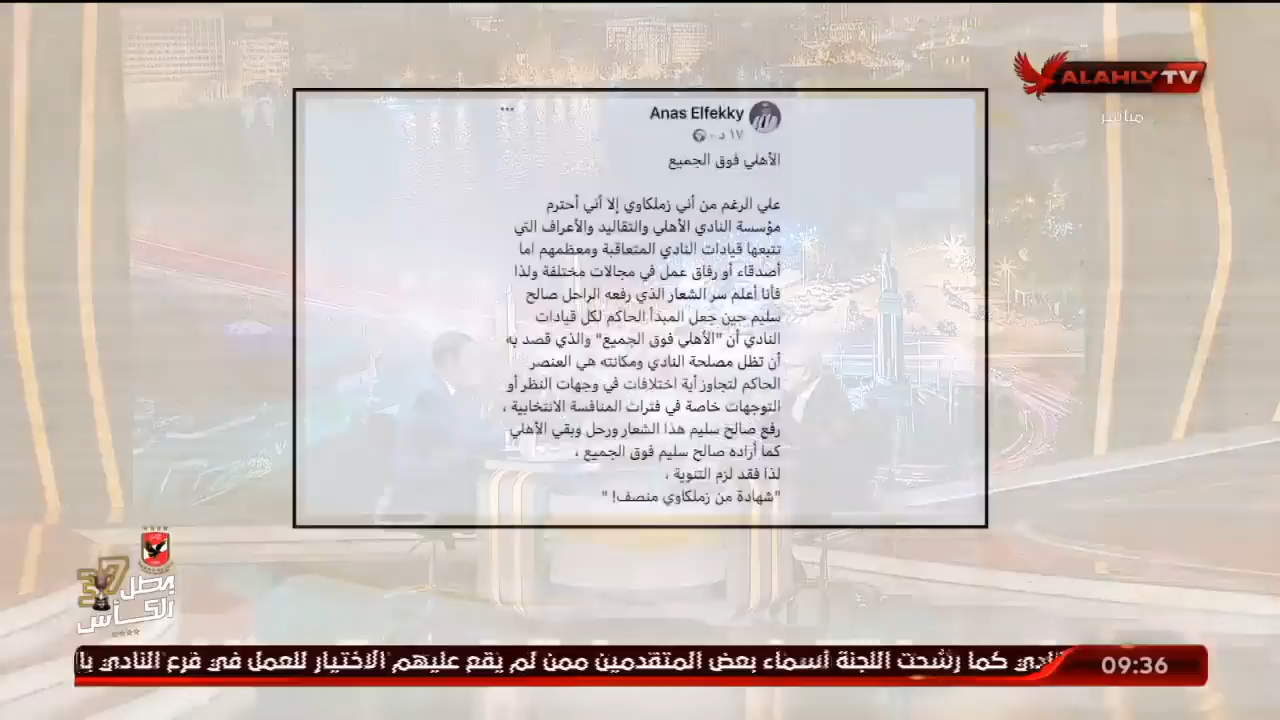 ALAHLY TV
مباشر
Anas Elfekky
١٧ د
الأهلي فوق الجميع
علي الرغم من أني زملكاوي إلا أني أحترم
مؤسسة النادي الأهلي والتقاليد والأعراف التي
تتبعها قيادات النادي المتعاقبة ومعظمهم اما
أصدقاء أو رفاق عمل في مجالات مختلفة ولذا
فأنا أعلم سر الشعار الذي رفعه الراحل صالح
سليم حين جعل المبدأ الحاكم لكل قيادات
النادي أن "الأهلي فوق الجميع" والذي قصد به
أن تظل مصلحة النادي ومكانته هي العنصر
الحاكم لتجاوز أية اختلافات في وجهات النظر أو
التوجهات خاصة في فترات المنافسة الانتخابية ،
رفع صالح سليم هذا الشعار ورحل وبقي الأهلي
كما أراده صالح سليم فوق الجميع ،
لذا فقد لزم التنوية ،
"شهادة من زملكاوي منصف! "
37
بطل
الكأس
كما رشحت اللجنة أسماء بعض المتقدمين ممن لم يقع عليهم الاختيار للعمل في فرع النادي
09:36